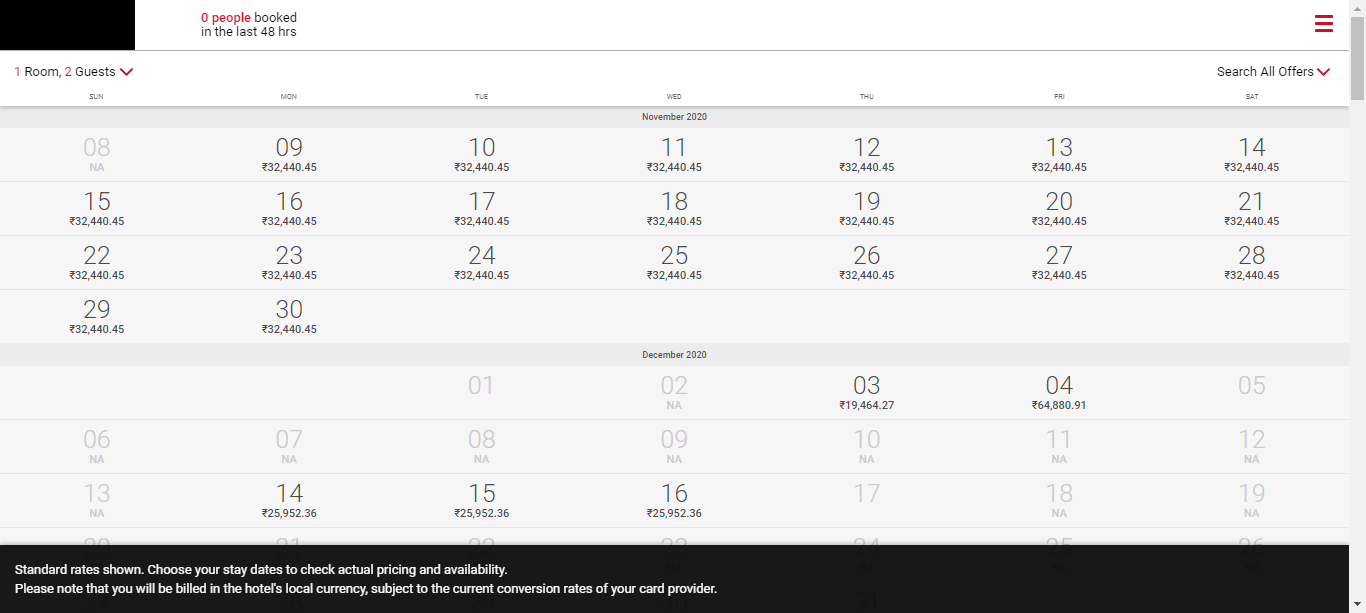 0 people booked
in the last 48 hrs
1 Room, 2 Guests
Search All Offers
SUN MON TUE WED THU FRI SAT
November 2020
08 09 10 11 12 13 14
NA ₹32,440.45 ₹32,440.45 ₹32,440.45 ₹32,440.45 ₹32,440.45 ₹32,440.45
15 16 17 18 19 20 21
₹32,440.45 ₹32,440.45 ₹32,440.45 ₹32,440.45 ₹32,440.45 ₹32,440.45 ₹32,440.45
22 23 24 25 26 27 28
₹32,440.45 ₹32,440.45 ₹32,440.45 ₹32,440.45 ₹32,440.45 ₹32,440.45 ₹32,440.45
29 30
₹32,440.45 ₹32,440.45
December 2020
01 02 03 04 05
NA ₹19,464.27 ₹64,880.91
06 07 08 09 10 11 12
NA NA NA NA NA NA NA
13 14 15 16 17 18 19
NA ₹25,952.36 ₹25,952.36 ₹25,952.36 NA NA
20 21 22 23 24 25 26
Standard rates shown. Choose your stay dates to check actual pricing and availability.
Please note that you will be billed in the hotel's local currency, subject to the current conversion rates of your card provider.